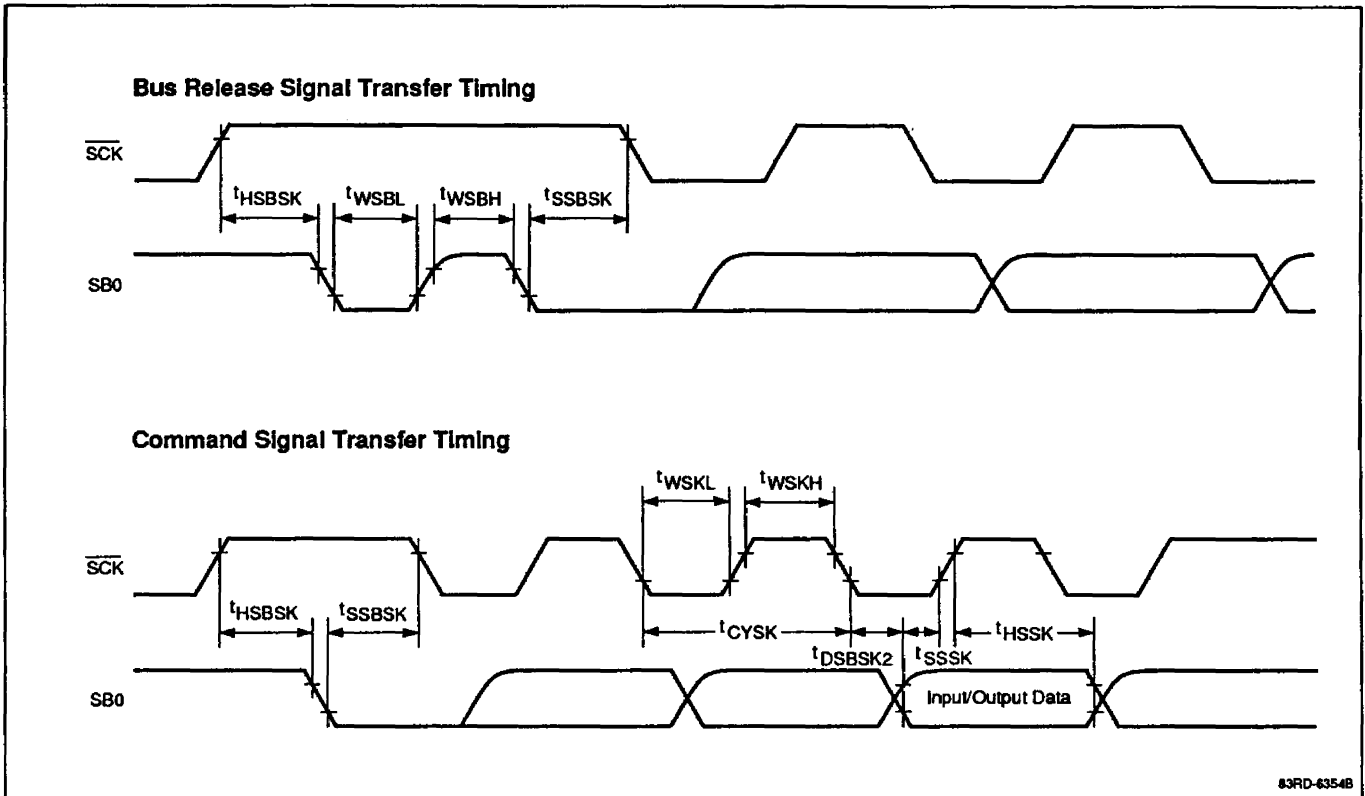 Bus Release Signal Transfer Timing
SCK
tHSBSK tWSBL tWSBH tSSBSK
SB0
Command Signal Transfer Timing
tWSKL tWSKH
SCK
tHSBSK tSSBSK tCYSK tHSSK
tDSBSK2 tSSSK
SB0 Input/Output Data
83RD-6354B